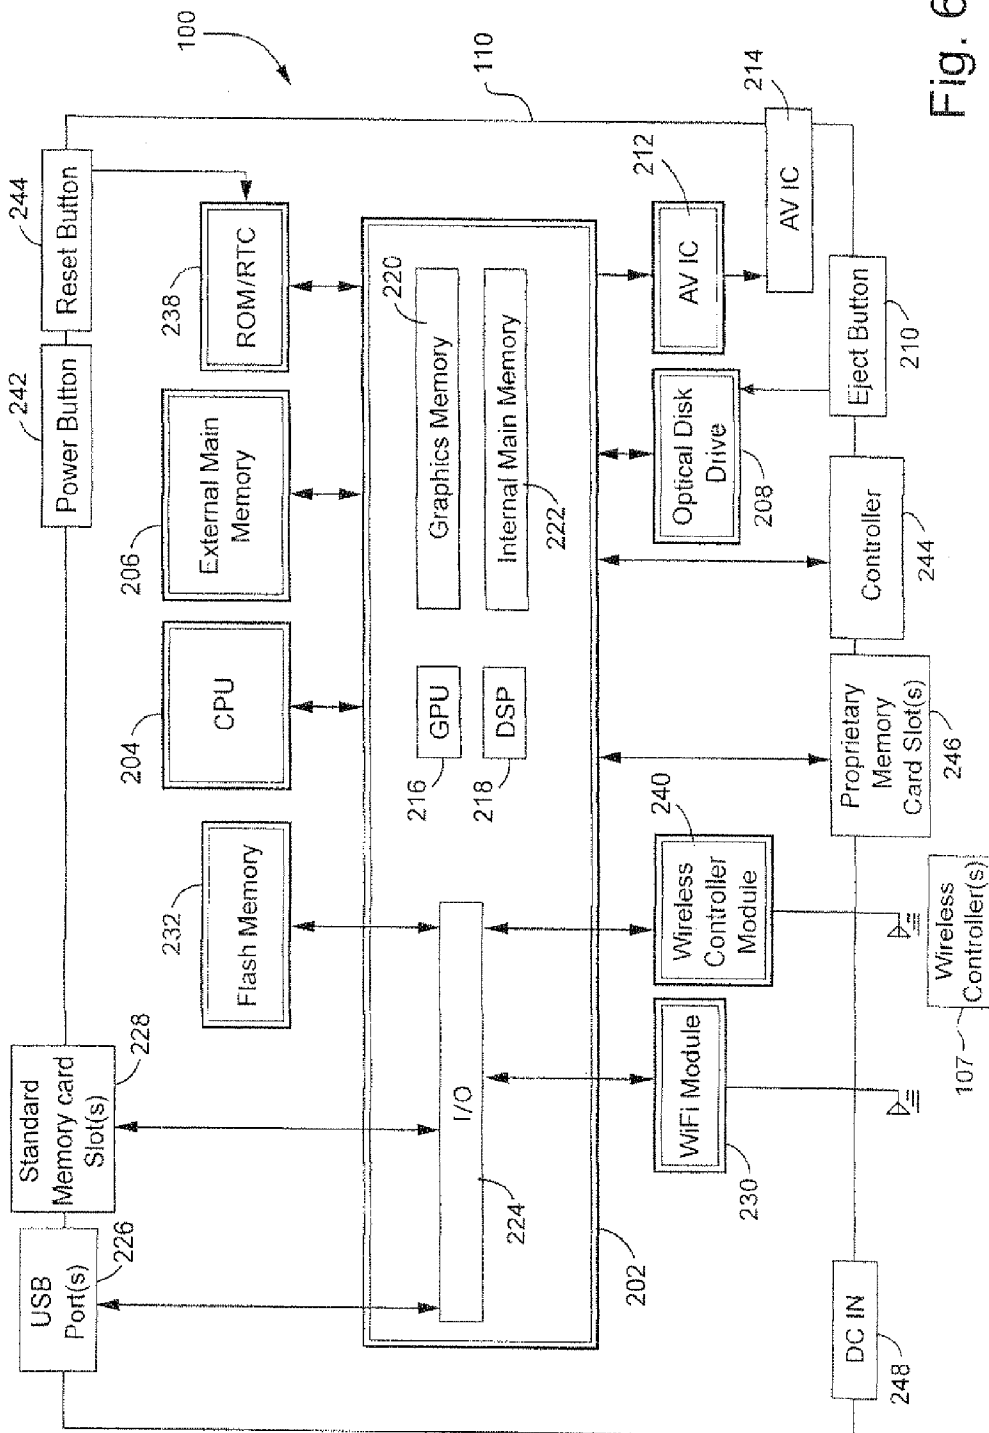 USB
Port(s)
226
Standard
Memory card
Slot(s)
228
Power Button
242
Reset Button
244
100
Flash Memory
232
CPU
204
External Main
Memory
206
ROM/RTC
238
110
I/O
224
GPU
216
DSP
218
Graphics Memory
220
Internal Main Memory
222
202
WiFi Module
230
Wireless
Controller
Module
240
Optical Disk
Drive
208
AV IC
212
AV IC
214
DC IN
248
Proprietary
Memory
Card Slot(s)
246
Controller
244
Eject Button
210
Wireless
Controller(s)
107
Fig. 6